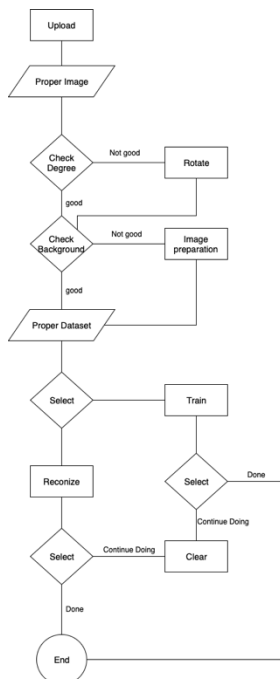 Upload
Proper Image
Check
Degree
Not good
Rotate
good
Check
Background
Not good
Image
preparation
good
Proper Dataset
Select
Train
Reconize
Select
Done
Continue Doing
Select
Continue Doing
Clear
Done
End